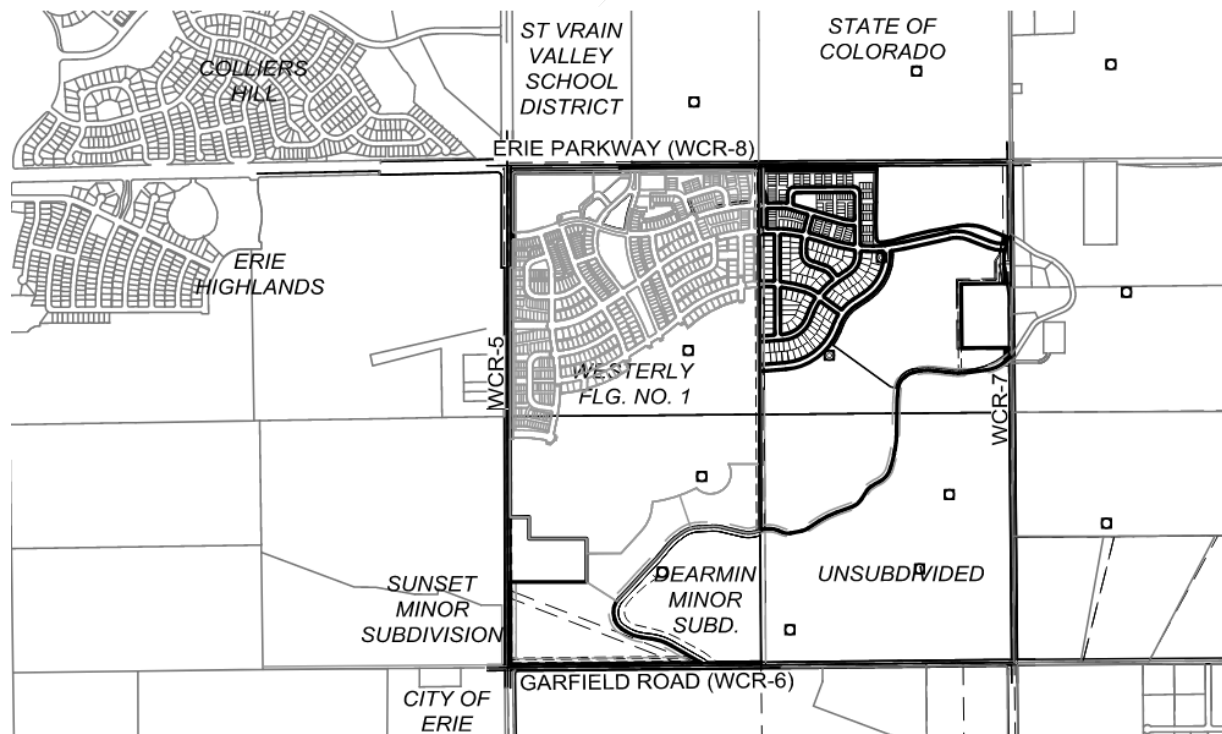 ST VRAIN
VALLEY
SCHOOL
DISTRICT
STATE OF
COLORADO
COLLIERS
HILL
ERIE PARKWAY (WCR-8)
ERIE
HIGHLANDS
WCR-5
WESTERLY
FLG. NO. 1
WCR-7
SUNSET
MINOR
SUBDIVISION
DEARMIN
MINOR
SUBD.
UNSUBDIVIDED
GARFIELD ROAD (WCR-6)
CITY OF
ERIE